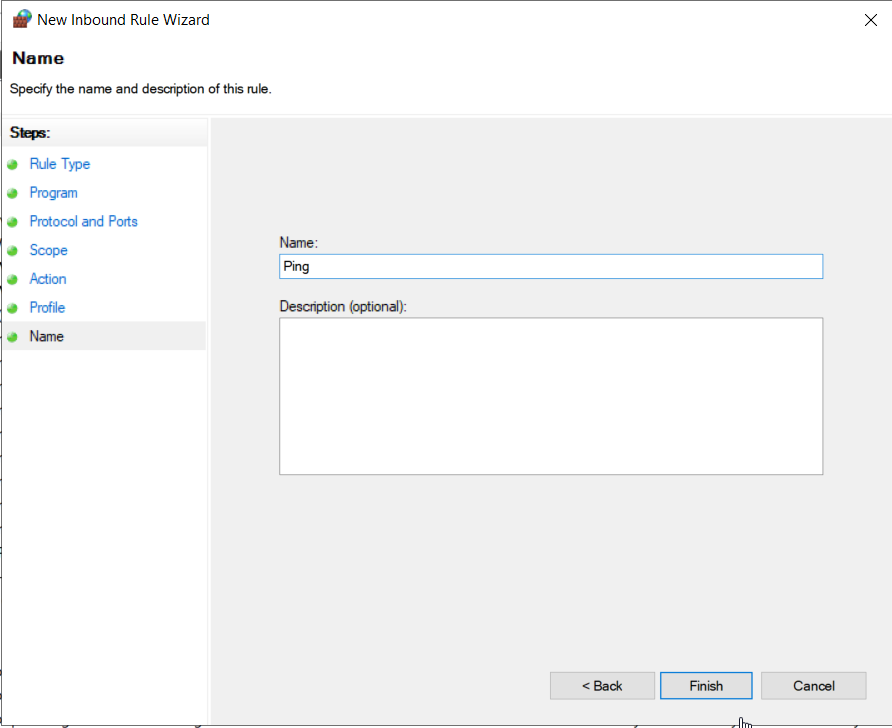 New Inbound Rule Wizard
Name
Specify the name and description of this rule.
Steps:
Rule Type
Program
Protocol and Ports
Scope
Action
Profile
Name
Name:
Ping
Description (optional):
< Back
Finish
Cancel